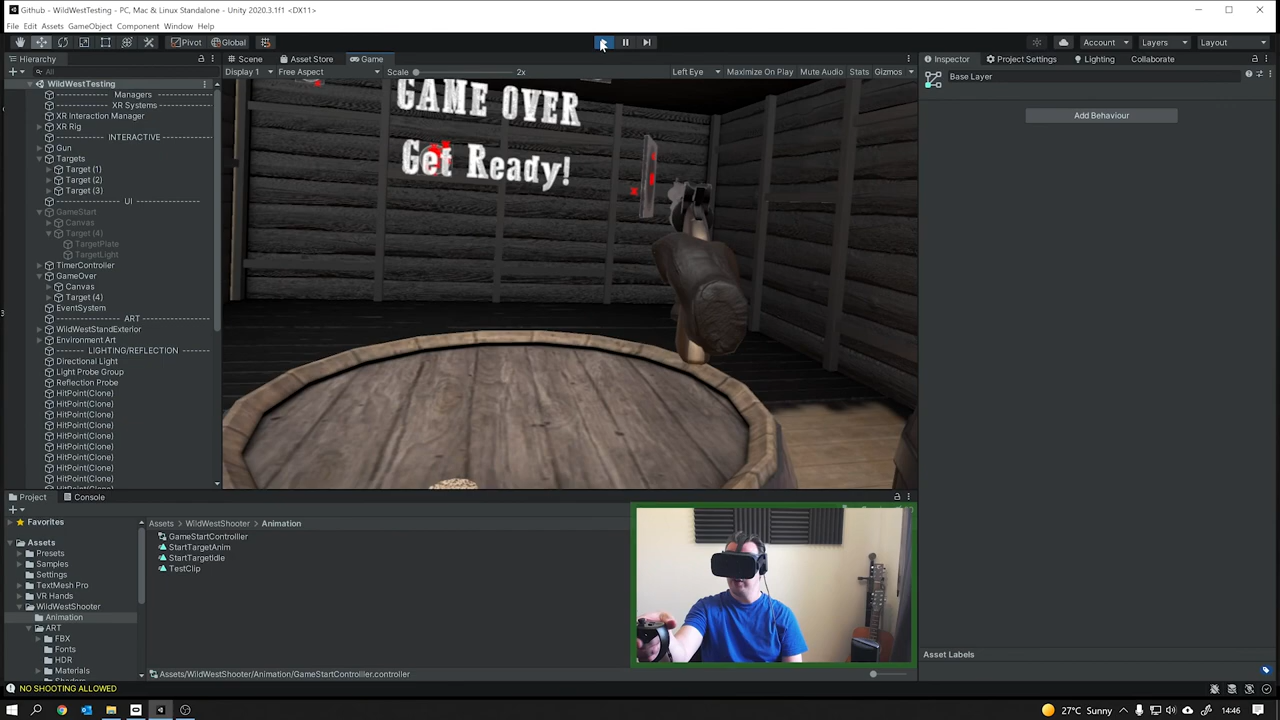 Github - WildWestTesting - PC, Mac & Linux Standalone - Unity 2020.3.1f1 <DX11>
File Edit Assets GameObject Component Window Help
Pivot Global Account Layers Layout
Hierarchy
All
WildWestTesting
Managers
XR Systems
XR Interaction Manager
XR Rig
INTERACTIVE
Gun
Targets
Target (1)
Target (2)
Target (3)
UI
GameStart
Canvas
Target (4)
TargetPlate
TargetLight
TimerController
GameOver
Canvas
Target (4)
EventSystem
ART
WildWestStandExterior
Environment Art
LIGHTING/REFLECTION
Directional Light
Light Probe Group
Reflection Probe
HitPoint(Clone)
HitPoint(Clone)
HitPoint(Clone)
HitPoint(Clone)
HitPoint(Clone)
HitPoint(Clone)
HitPoint(Clone)
HitPoint(Clone)
HitPoint(Clone)
Scene Asset Store Game
Display 1 Free Aspect Scale 2x Left Eye Maximize On Play Mute Audio Stats Gizmos
GAME OVER
Get Ready!
Inspector Project Settings Lighting Collaborate
Base Layer
Add Behaviour
Asset Labels
Project Console
Favorites
Assets
Presets
Samples
Settings
TextMesh Pro
VR Hands
WildWestShooter
Animation
ART
FBX
Fonts
HDR
Materials
Assets > WildWestShooter > Animation
GameStartController
StartTargetAnim
StartTargetIdle
TestClip
Assets/WildWestShooter/Animation/GameStartController.controller
NO SHOOTING ALLOWED
27°C Sunny 14:46